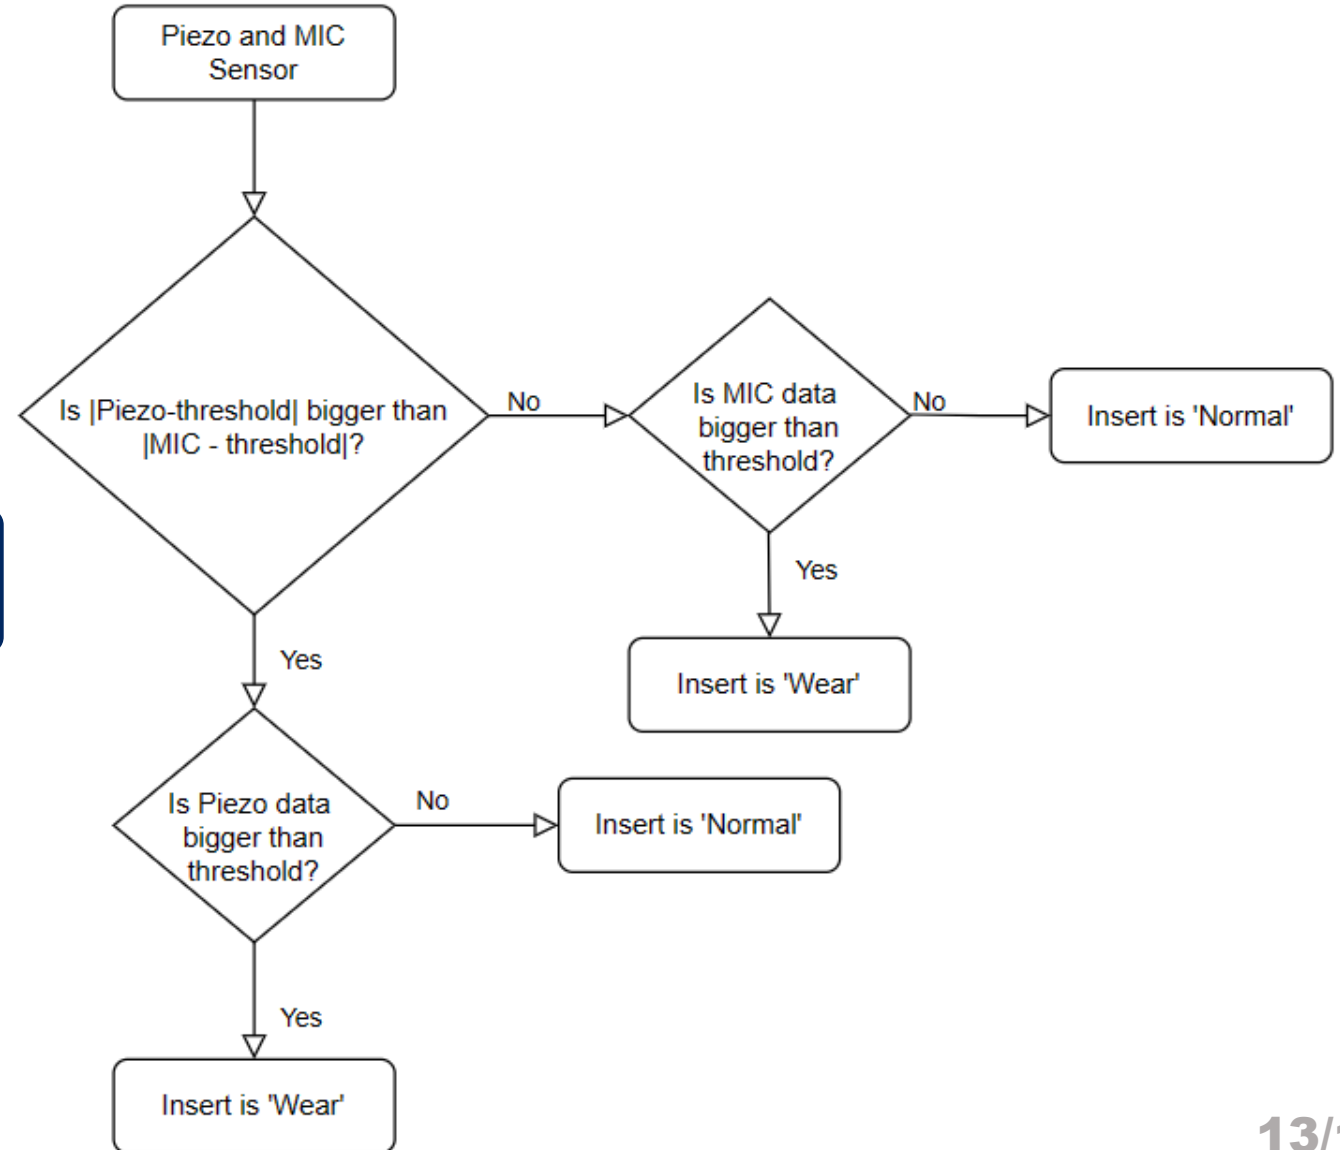 Piezo and MIC
Sensor
Is |Piezo-threshold| bigger than
|MIC - threshold|?
No
Is MIC data
bigger than
threshold?
No
Insert is 'Normal'
Yes
Insert is 'Wear'
Yes
Is Piezo data
bigger than
threshold?
No
Insert is 'Normal'
Yes
Insert is 'Wear'
13/